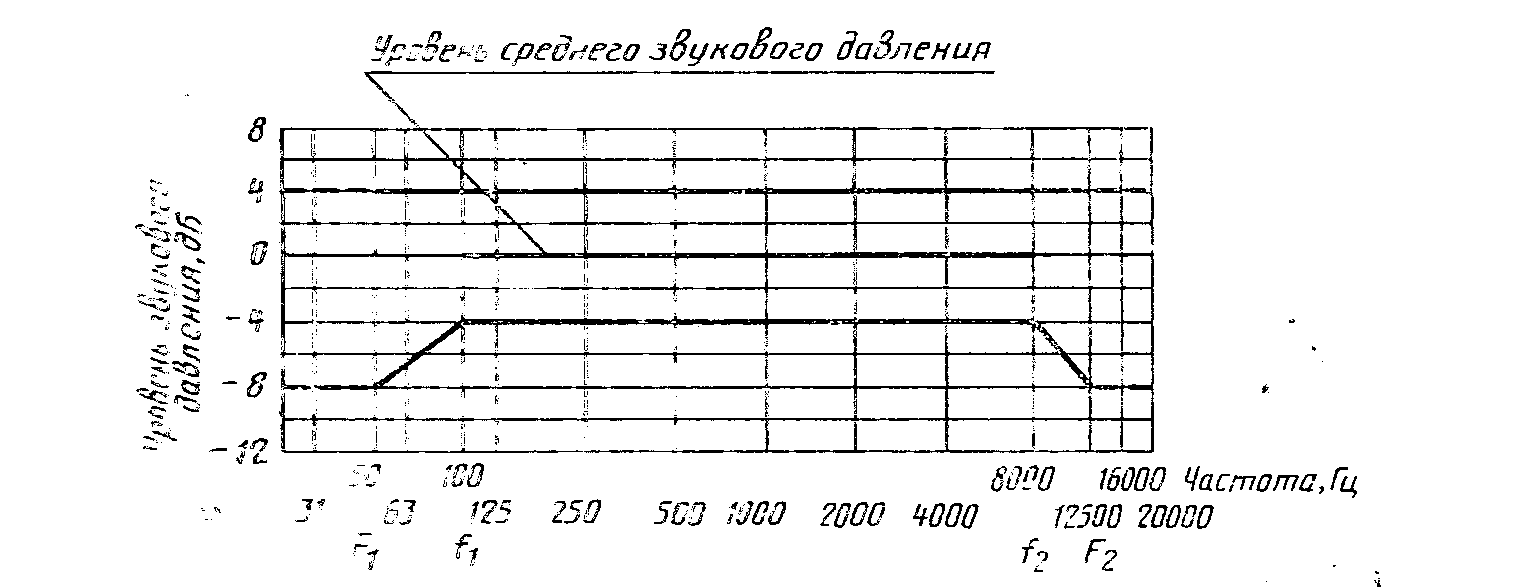 Уровень среднего звукового давления
Уровень звукового
давления, дБ
8
4
0
-4
-8
-12
50 100 8000 16000 Частота, Гц
31 63 125 250 500 1000 2000 4000 12500 20000
F1 f1 f2 F2